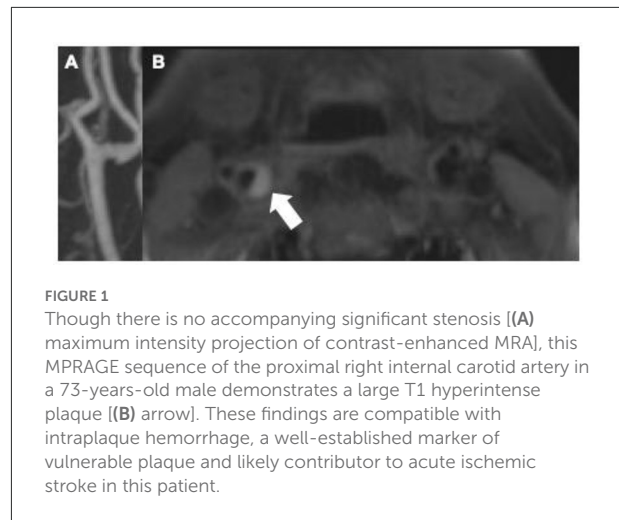 A
B
FIGURE 1
Though there is no accompanying significant stenosis [(A)
maximum intensity projection of contrast-enhanced MRA], this
MPRAGE sequence of the proximal right internal carotid artery in
a 73-years-old male demonstrates a large T1 hyperintense
plaque [(B) arrow]. These findings are compatible with
intraplaque hemorrhage, a well-established marker of
vulnerable plaque and likely contributor to acute ischemic
stroke in this patient.